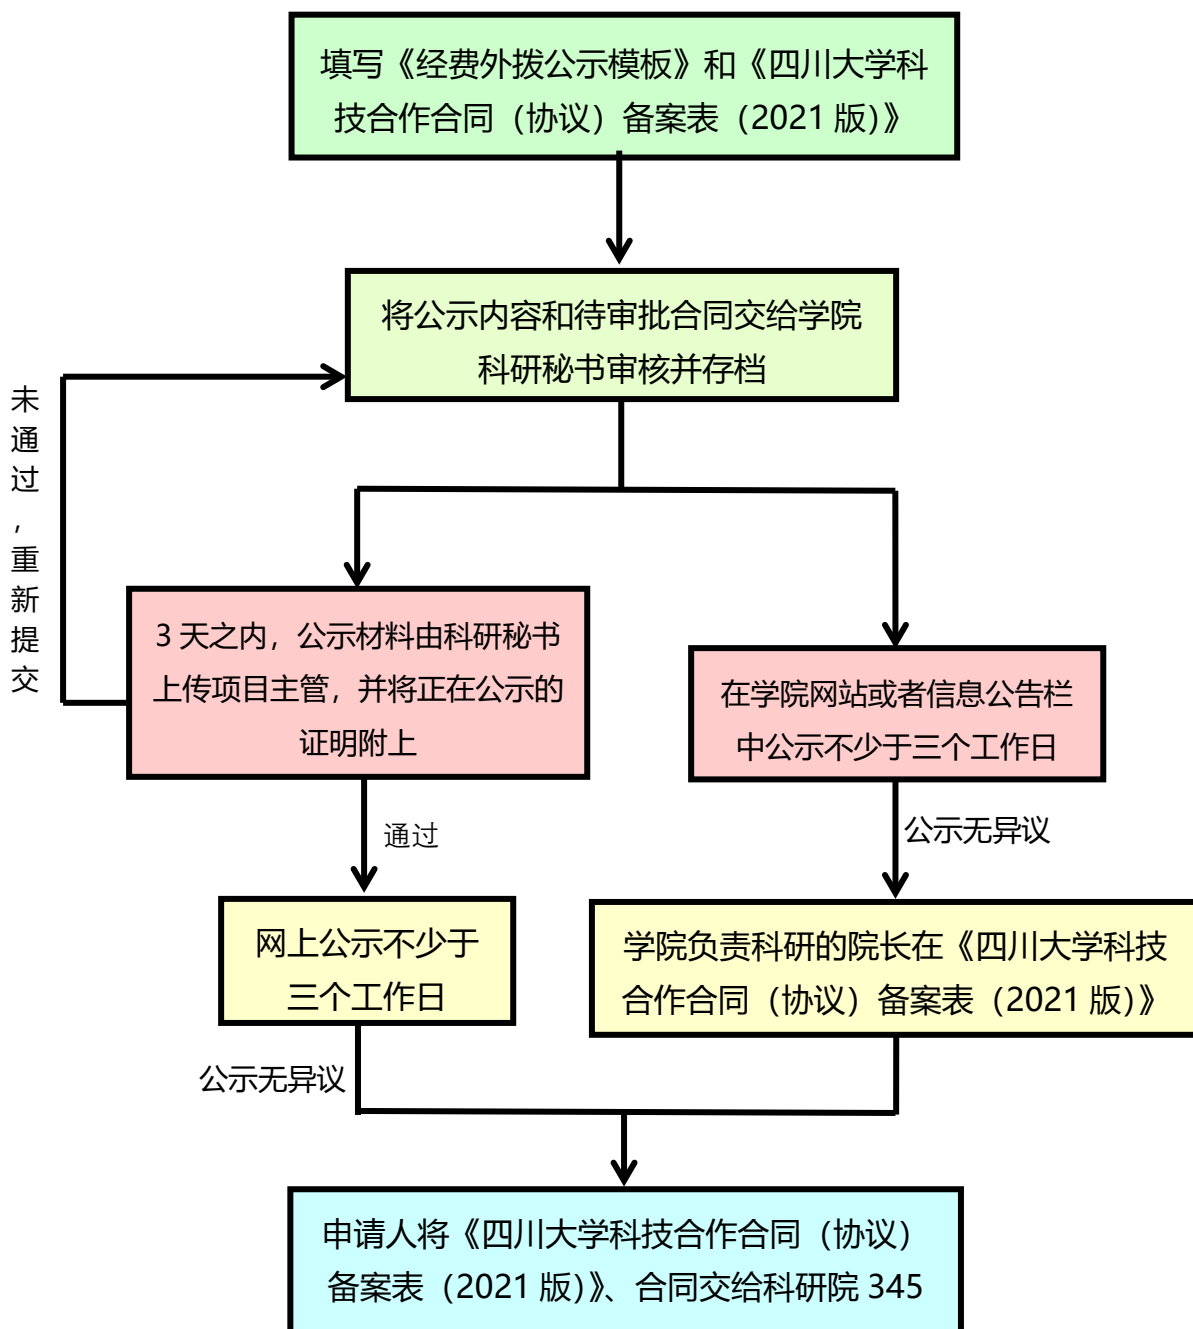 填写《经费外拨公示模板》和《四川大学科
技合作合同（协议）备案表（2021 版）》
将公示内容和待审批合同交给学院
科研秘书审核并存档
未
通
过
，
重
新
提
交
3 天之内，公示材料由科研秘书
上传项目主管，并将正在公示的
证明附上
在学院网站或者信息公告栏
中公示不少于三个工作日
通过
公示无异议
网上公示不少于
三个工作日
学院负责科研的院长在《四川大学科技
合作合同（协议）备案表（2021 版）》
公示无异议
申请人将《四川大学科技合作合同（协议）
备案表（2021 版）》、合同交给科研院 345